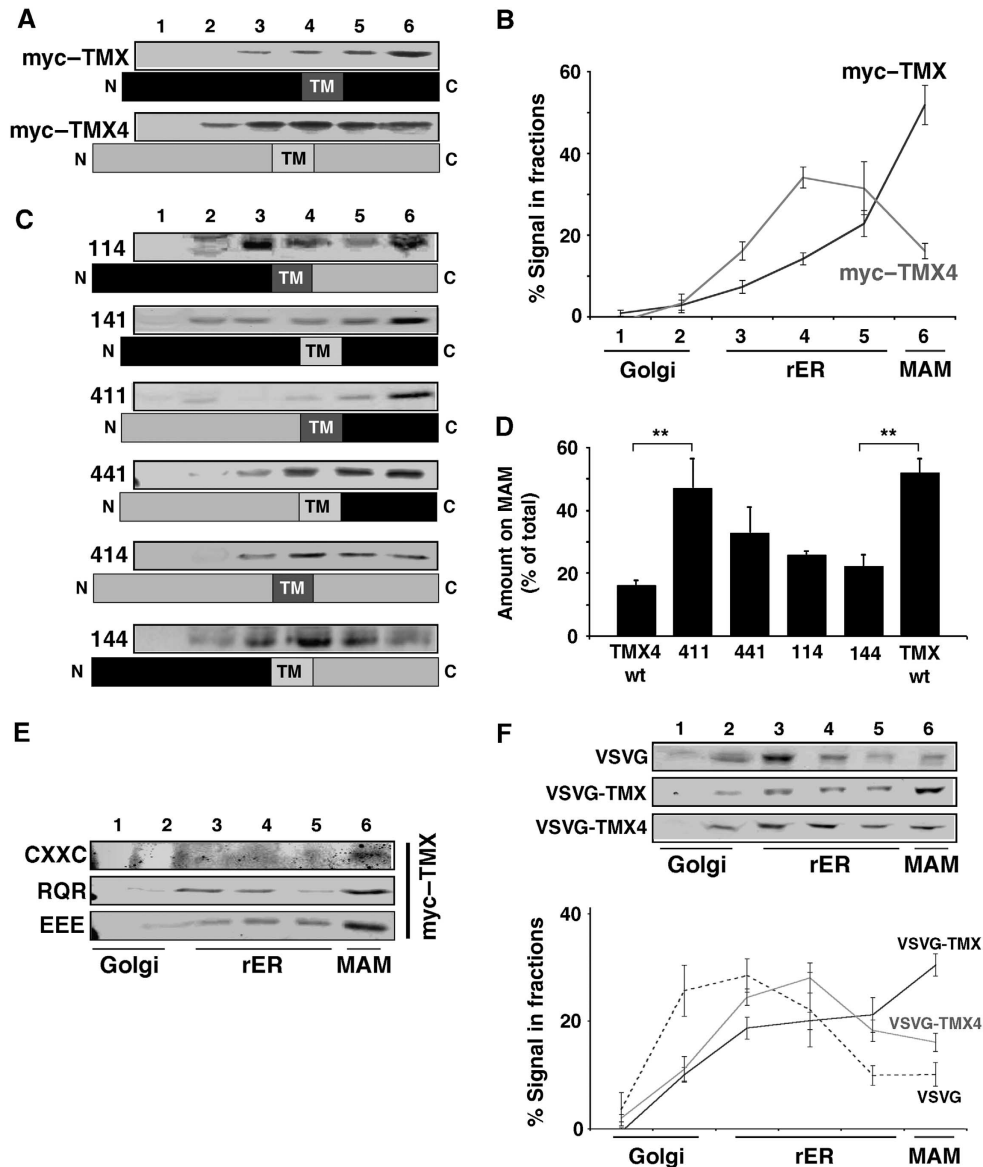 A
1 2 3 4 5 6
myc–TMX
N TM C
myc–TMX4
N TM C
B
60
40
20
0
% Signal in fractions
myc–TMX
myc–TMX4
1 2 3 4 5 6
Golgi rER MAM
C
1 2 3 4 5 6
114
N TM C
141
N TM C
411
N TM C
441
N TM C
414
N TM C
144
N TM C
D
60
40
20
0
Amount on MAM
(% of total)
** **
TMX4 411 441 114 144 TMX
wt wt
E
1 2 3 4 5 6
CXXC
RQR
EEE
myc–TMX
Golgi rER MAM
F
1 2 3 4 5 6
VSVG
VSVG-TMX
VSVG-TMX4
Golgi rER MAM
40
20
0
% Signal in fractions
VSVG-TMX
VSVG-TMX4
VSVG
Golgi rER MAM